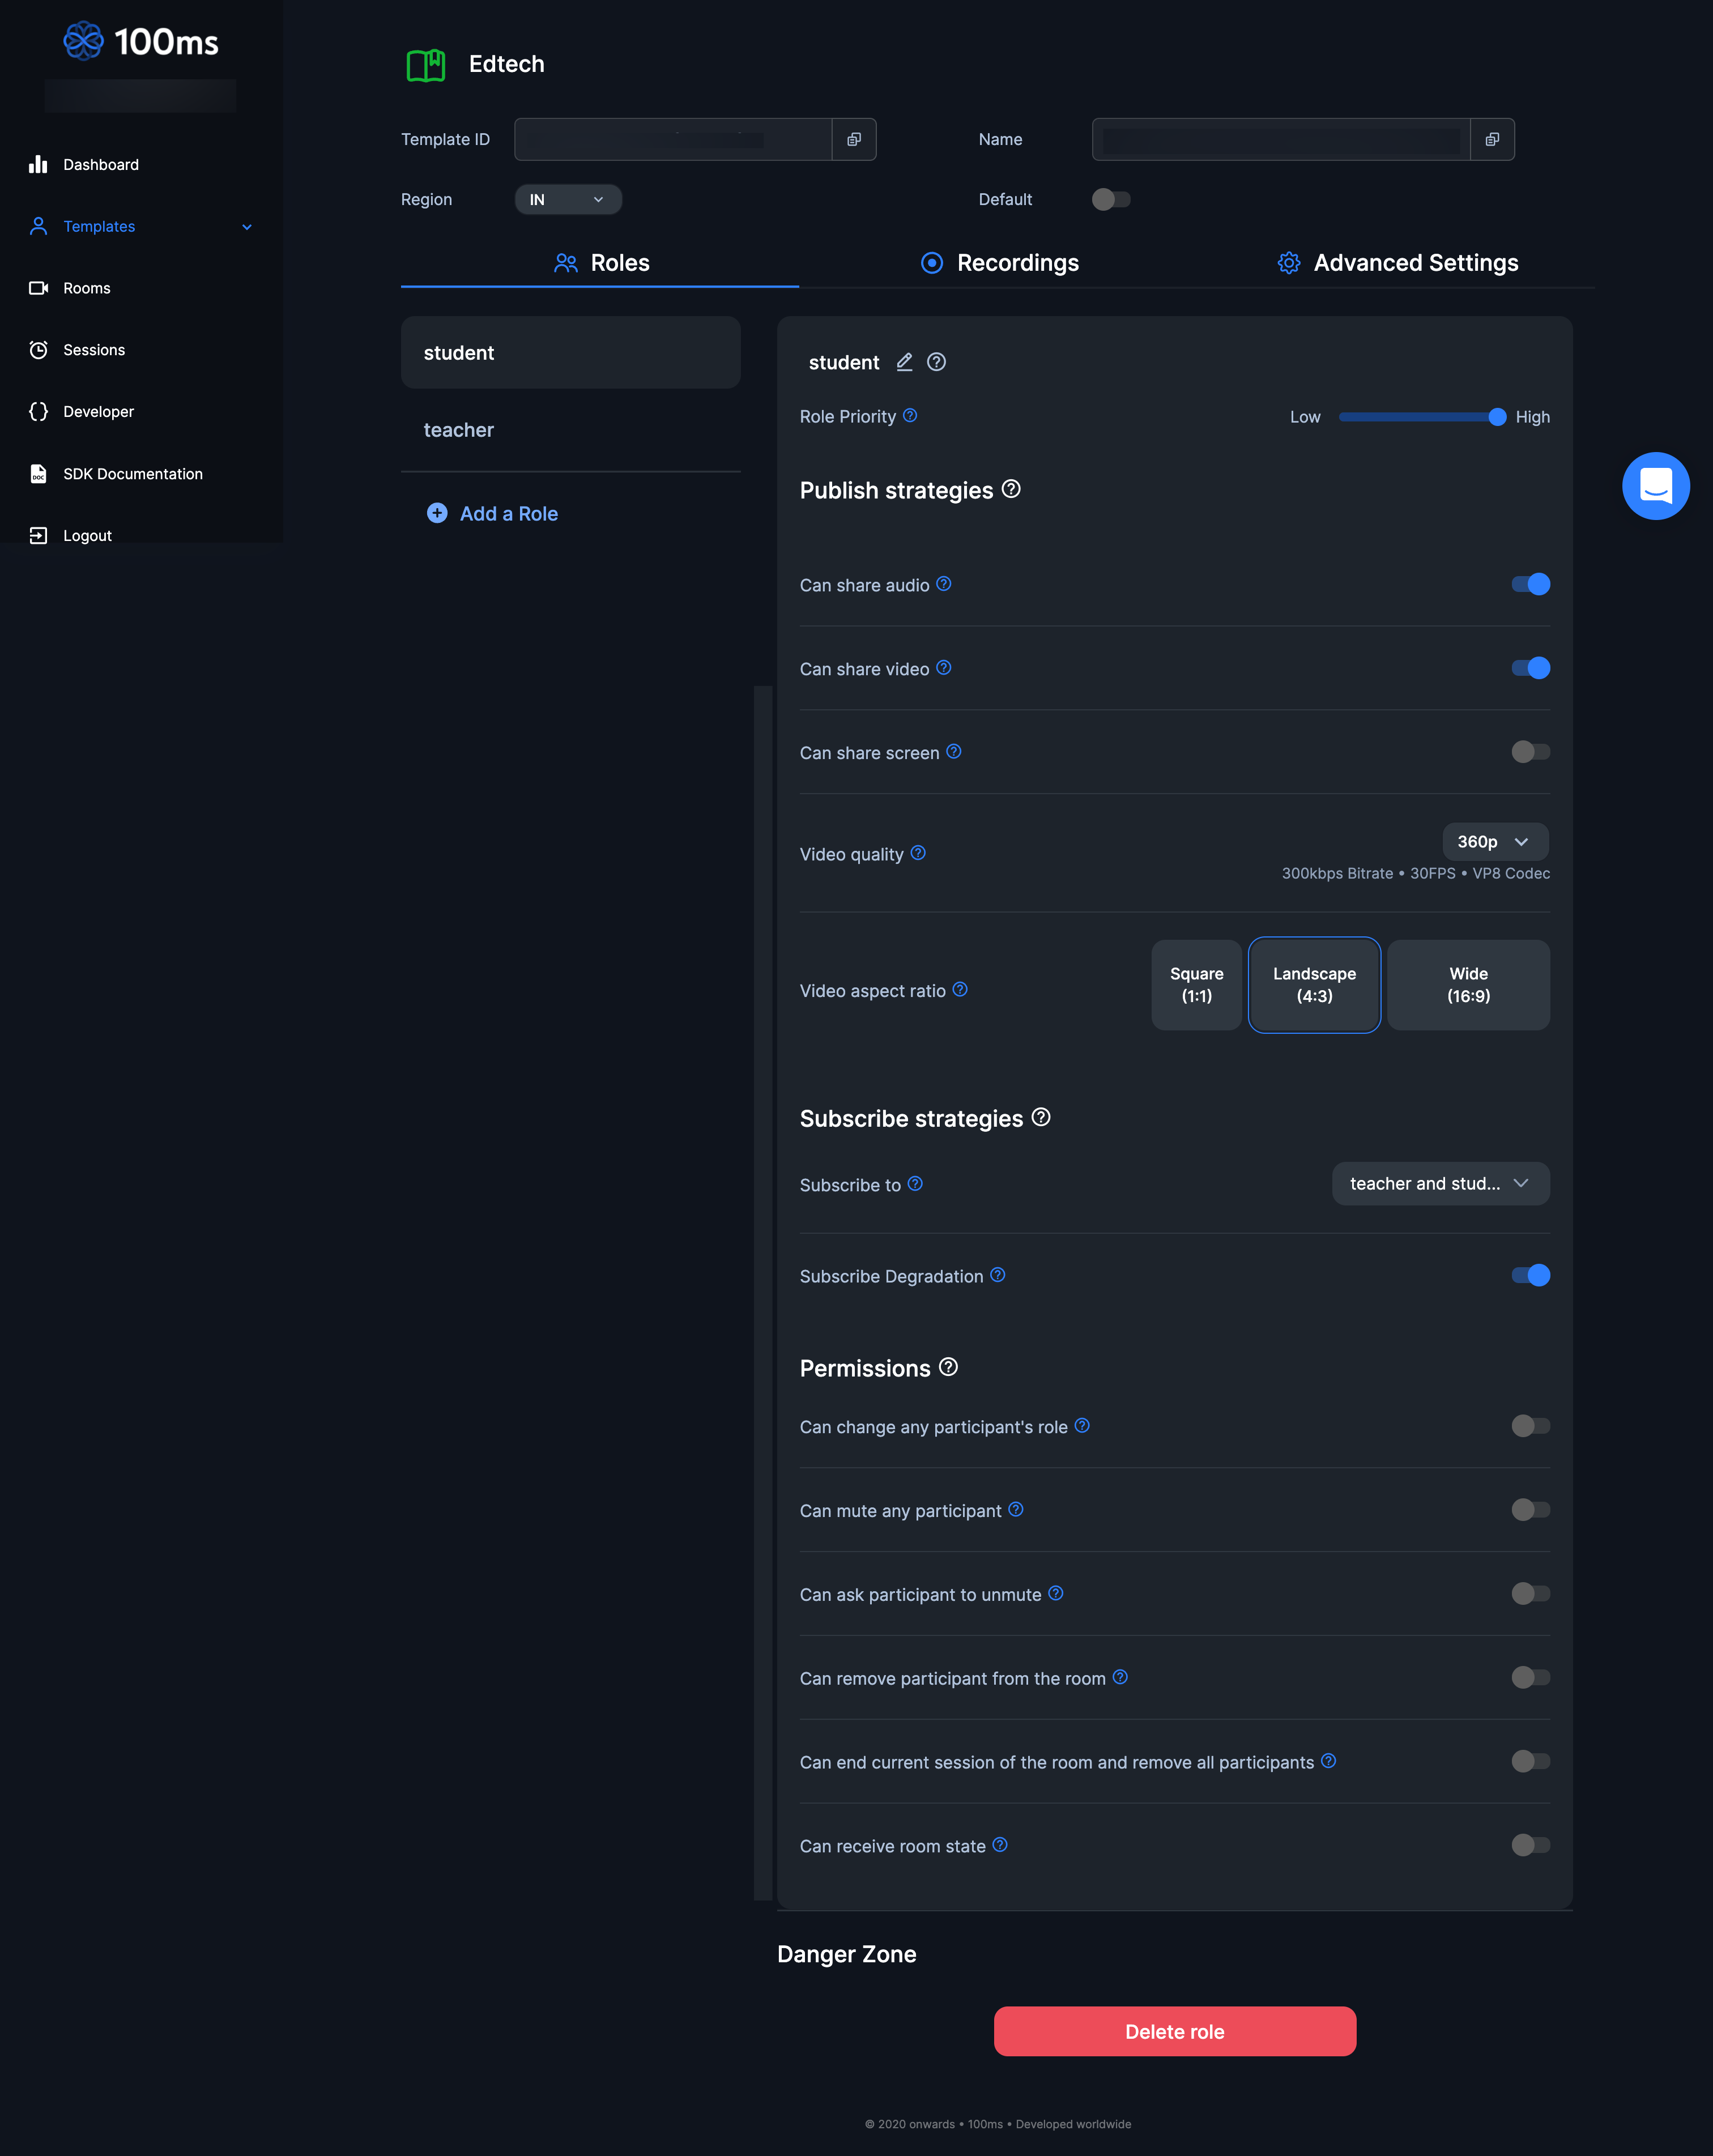 100ms
Dashboard
Templates
Rooms
Sessions
Developer
DOC
SDK Documentation
Logout
Edtech
Template ID
Name
Region
IN
Default
Roles
Recordings
Advanced Settings
student
teacher
Add a Role
student
Role Priority
Low
High
Publish strategies
Can share audio
Can share video
Can share screen
Video quality
360p
300kbps Bitrate • 30FPS • VP8 Codec
Video aspect ratio
Square
(1:1)
Landscape
(4:3)
Wide
(16:9)
Subscribe strategies
Subscribe to
teacher and stud...
Subscribe Degradation
Permissions
Can change any participant's role
Can mute any participant
Can ask participant to unmute
Can remove participant from the room
Can end current session of the room and remove all participants
Can receive room state
Danger Zone
Delete role
© 2020 onwards • 100ms • Developed worldwide